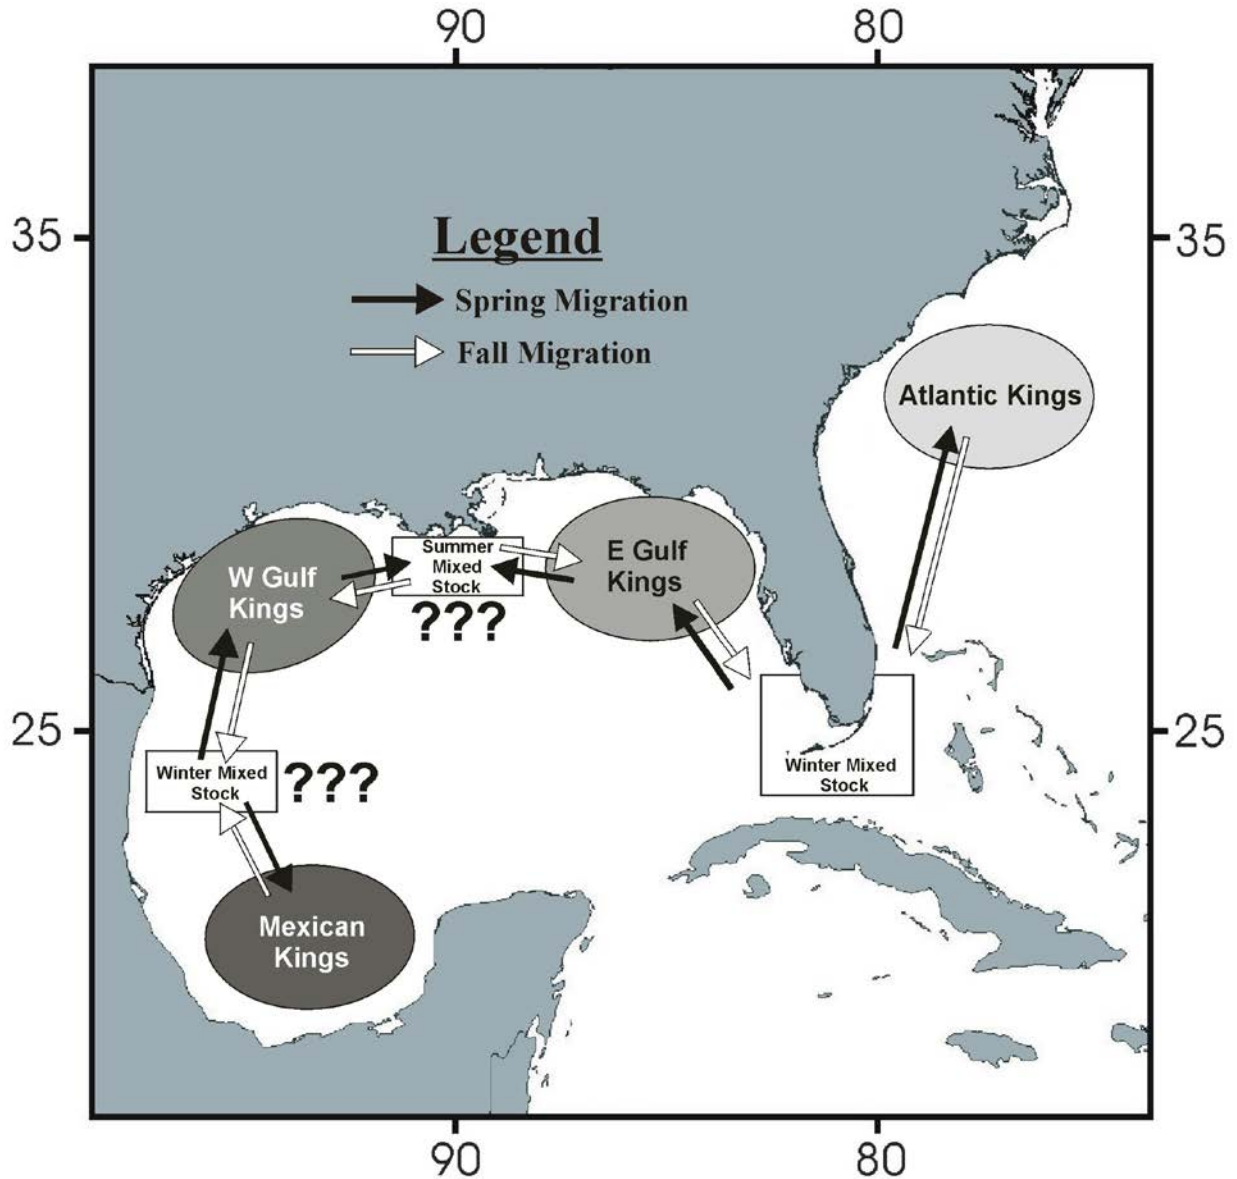 90
80
35
35
Legend
Spring Migration
Fall Migration
Atlantic Kings
Summer
Mixed
Stock
???
E Gulf
Kings
W Gulf
Kings
25
25
Winter Mixed
Stock
???
Winter Mixed
Stock
Mexican
Kings
90
80